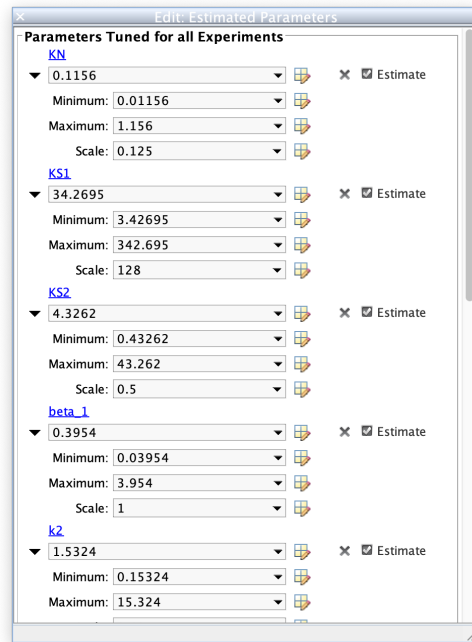 Edit: Estimated Parameters
Parameters Tuned for all Experiments
KN
0.1156 Estimate
Minimum: 0.01156
Maximum: 1.156
Scale: 0.125
KS1
34.2695 Estimate
Minimum: 3.42695
Maximum: 342.695
Scale: 128
KS2
4.3262 Estimate
Minimum: 0.43262
Maximum: 43.262
Scale: 0.5
beta_1
0.3954 Estimate
Minimum: 0.03954
Maximum: 3.954
Scale: 1
k2
1.5324 Estimate
Minimum: 0.15324
Maximum: 15.324